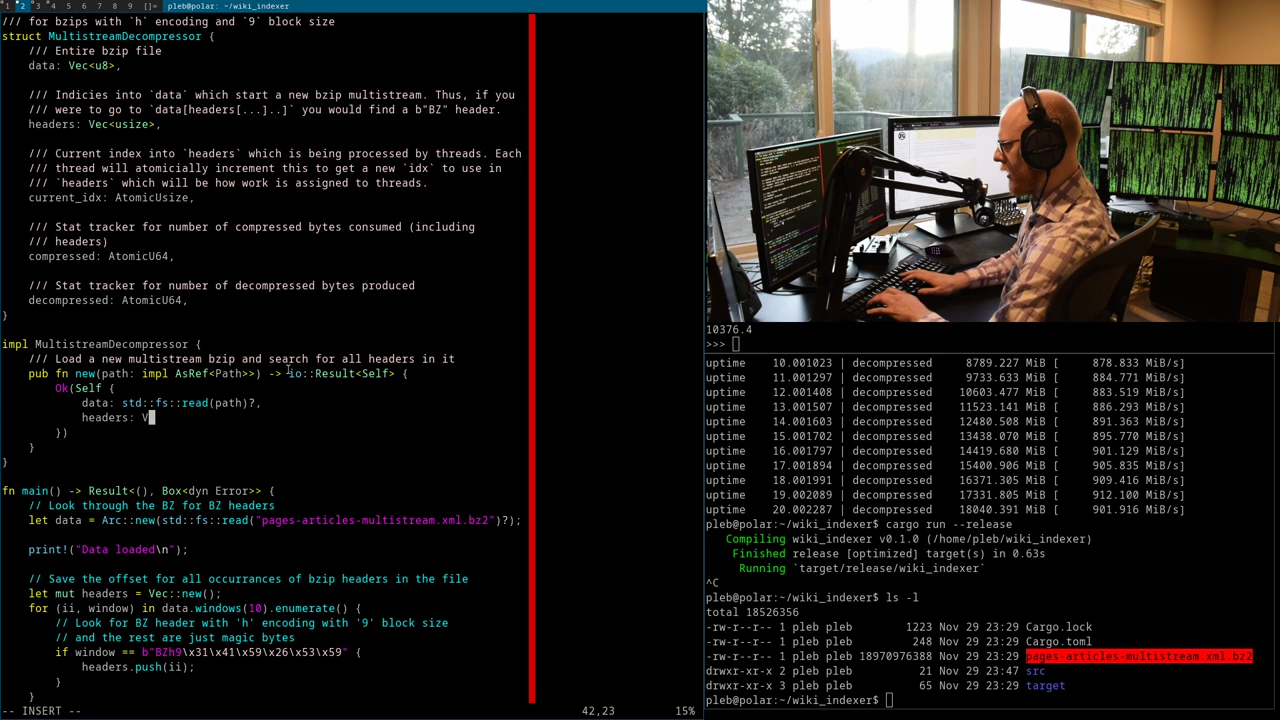 1 2 3 4 5 6 7 8 9 []= pleb@polar: ~/wiki_indexer
/// for bzips with `h` encoding and `9` block size
struct MultistreamDecompressor {
    /// Entire bzip file
    data: Vec<u8>,
    /// Indicies into `data` which start a new bzip multistream. Thus, if you
    /// were to go to `data[headers[...]..]` you would find a b"BZ" header.
    headers: Vec<usize>,
    /// Current index into `headers` which is being processed by threads. Each
    /// thread will atomicially increment this to get a new `idx` to use in
    /// `headers` which will be how work is assigned to threads.
    current_idx: AtomicUsize,
    /// Stat tracker for number of compressed bytes consumed (including
    /// headers)
    compressed: AtomicU64,
    /// Stat tracker for number of decompressed bytes produced
    decompressed: AtomicU64,
}
impl MultistreamDecompressor {
    /// Load a new multistream bzip and search for all headers in it
    pub fn new(path: impl AsRef<Path>>) -> io::Result<Self> {
        Ok(Self {
            data: std::fs::read(path)?,
            headers: V
        })
    }
}
fn main() -> Result<(), Box<dyn Error>> {
    // Look through the BZ for BZ headers
    let data = Arc::new(std::fs::read("pages-articles-multistream.xml.bz2")?);
    print!("Data loaded\n");
    // Save the offset for all occurrances of bzip headers in the file
    let mut headers = Vec::new();
    for (ii, window) in data.windows(10).enumerate() {
        // Look for BZ header with 'h' encoding with '9' block size
        // and the rest are just magic bytes
        if window == b"BZh9\x31\x41\x59\x26\x53\x59" {
            headers.push(ii);
        }
    }
-- INSERT -- 42,23 15%
10376.4
>>>
uptime    10.001023 | decompressed     8789.227 MiB [     878.833 MiB/s]
uptime    11.001297 | decompressed     9733.633 MiB [     884.771 MiB/s]
uptime    12.001408 | decompressed    10603.477 MiB [     883.519 MiB/s]
uptime    13.001507 | decompressed    11523.141 MiB [     886.293 MiB/s]
uptime    14.001603 | decompressed    12480.508 MiB [     891.363 MiB/s]
uptime    15.001702 | decompressed    13438.070 MiB [     895.770 MiB/s]
uptime    16.001797 | decompressed    14419.680 MiB [     901.129 MiB/s]
uptime    17.001894 | decompressed    15400.906 MiB [     905.835 MiB/s]
uptime    18.001991 | decompressed    16371.305 MiB [     909.416 MiB/s]
uptime    19.002089 | decompressed    17331.805 MiB [     912.100 MiB/s]
uptime    20.002287 | decompressed    18040.391 MiB [     901.916 MiB/s]
pleb@polar:~/wiki_indexer$ cargo run --release
   Compiling wiki_indexer v0.1.0 (/home/pleb/wiki_indexer)
    Finished release [optimized] target(s) in 0.63s
     Running `target/release/wiki_indexer`
^C
pleb@polar:~/wiki_indexer$ ls -l
total 18526356
-rw-r--r-- 1 pleb pleb        1223 Nov 29 23:29 Cargo.lock
-rw-r--r-- 1 pleb pleb         248 Nov 29 23:29 Cargo.toml
-rw-r--r-- 1 pleb pleb 18970976388 Nov 29 23:29 pages-articles-multistream.xml.bz2
drwxr-xr-x 2 pleb pleb          21 Nov 29 23:47 src
drwxr-xr-x 3 pleb pleb          65 Nov 29 23:29 target
pleb@polar:~/wiki_indexer$